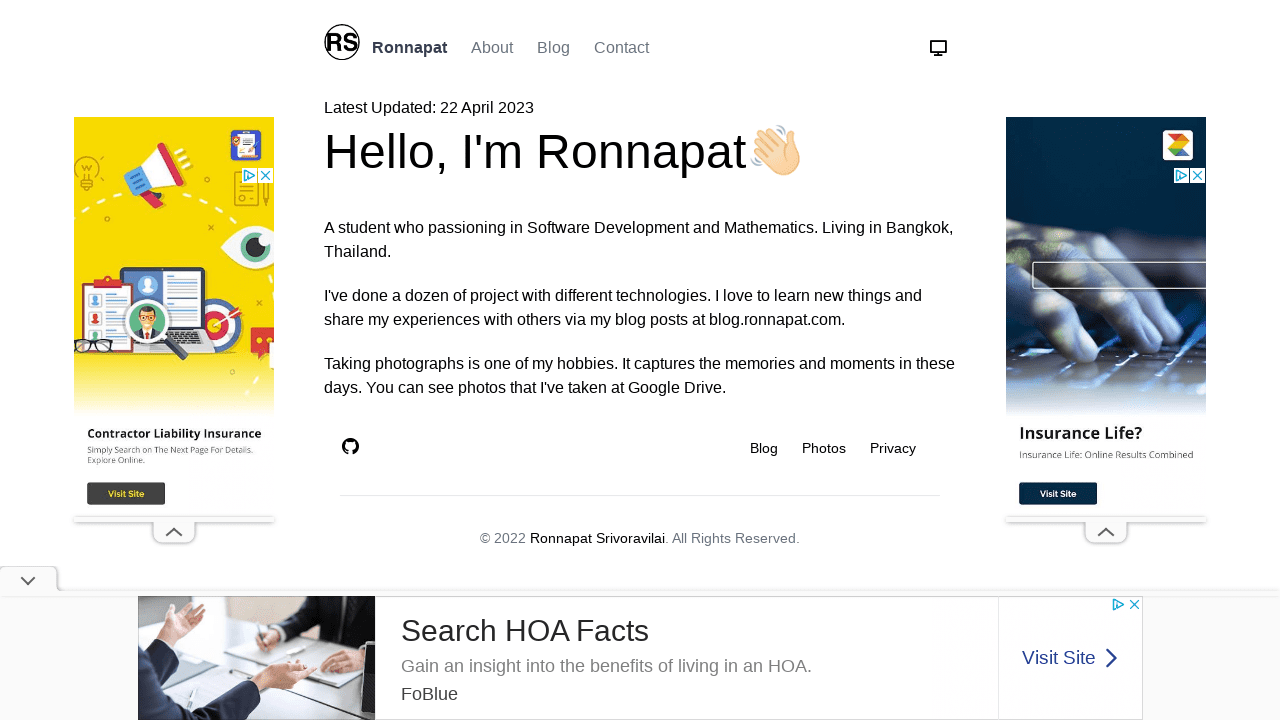 RS
Ronnapat About Blog Contact
Latest Updated: 22 April 2023
Hello, I'm Ronnapat👋🏻
A student who passioning in Software Development and Mathematics. Living in Bangkok,
Thailand.
I've done a dozen of project with different technologies. I love to learn new things and
share my experiences with others via my blog posts at blog.ronnapat.com.
Taking photographs is one of my hobbies. It captures the memories and moments in these
days. You can see photos that I've taken at Google Drive.
Blog Photos Privacy
© 2022 Ronnapat Srivoravilai. All Rights Reserved.
Contractor Liability Insurance
Simply Search on The Next Page For Details.
Explore Online.
Visit Site
Insurance Life?
Insurance Life: Online Results Combined
Visit Site
Search HOA Facts
Gain an insight into the benefits of living in an HOA.
FoBlue
Visit Site